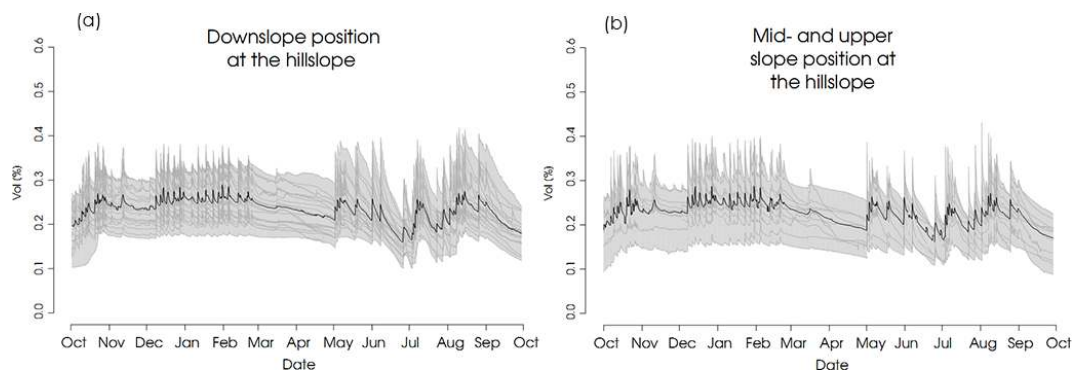 (a)
Downslope position
at the hillslope
0.6
0.5
0.4
0.3
0.2
0.1
0.0
Vol (%)
Oct Nov Dec Jan Feb Mar Apr May Jun Jul Aug Sep Oct
Date
(b)
Mid- and upper
slope position at
the hillslope
0.6
0.5
0.4
0.3
0.2
0.1
0.0
Vol (%)
Oct Nov Dec Jan Feb Mar Apr May Jun Jul Aug Sep Oct
Date